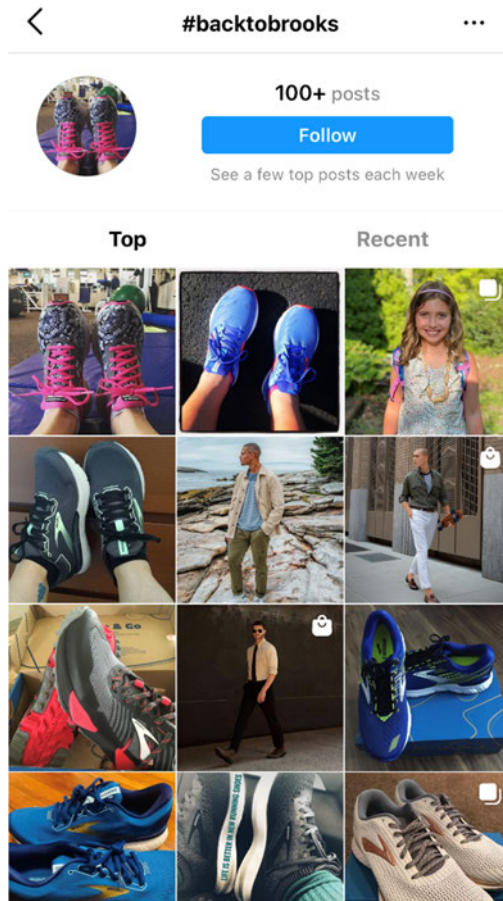 #backtobrooks
100+ posts
Follow
See a few top posts each week
Top
Recent
& Go
LIFE IS BETTER IN NEW RUNNING SHOES